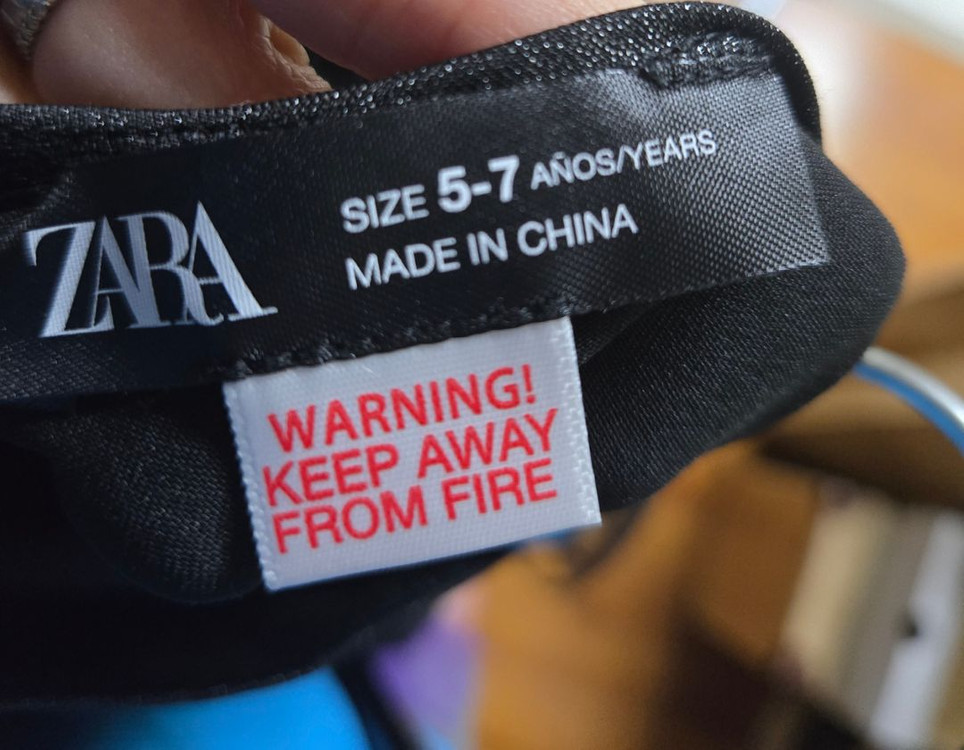 ZARA
SIZE 5-7 AÑOS/YEARS
MADE IN CHINA
WARNING!
KEEP AWAY
FROM FIRE